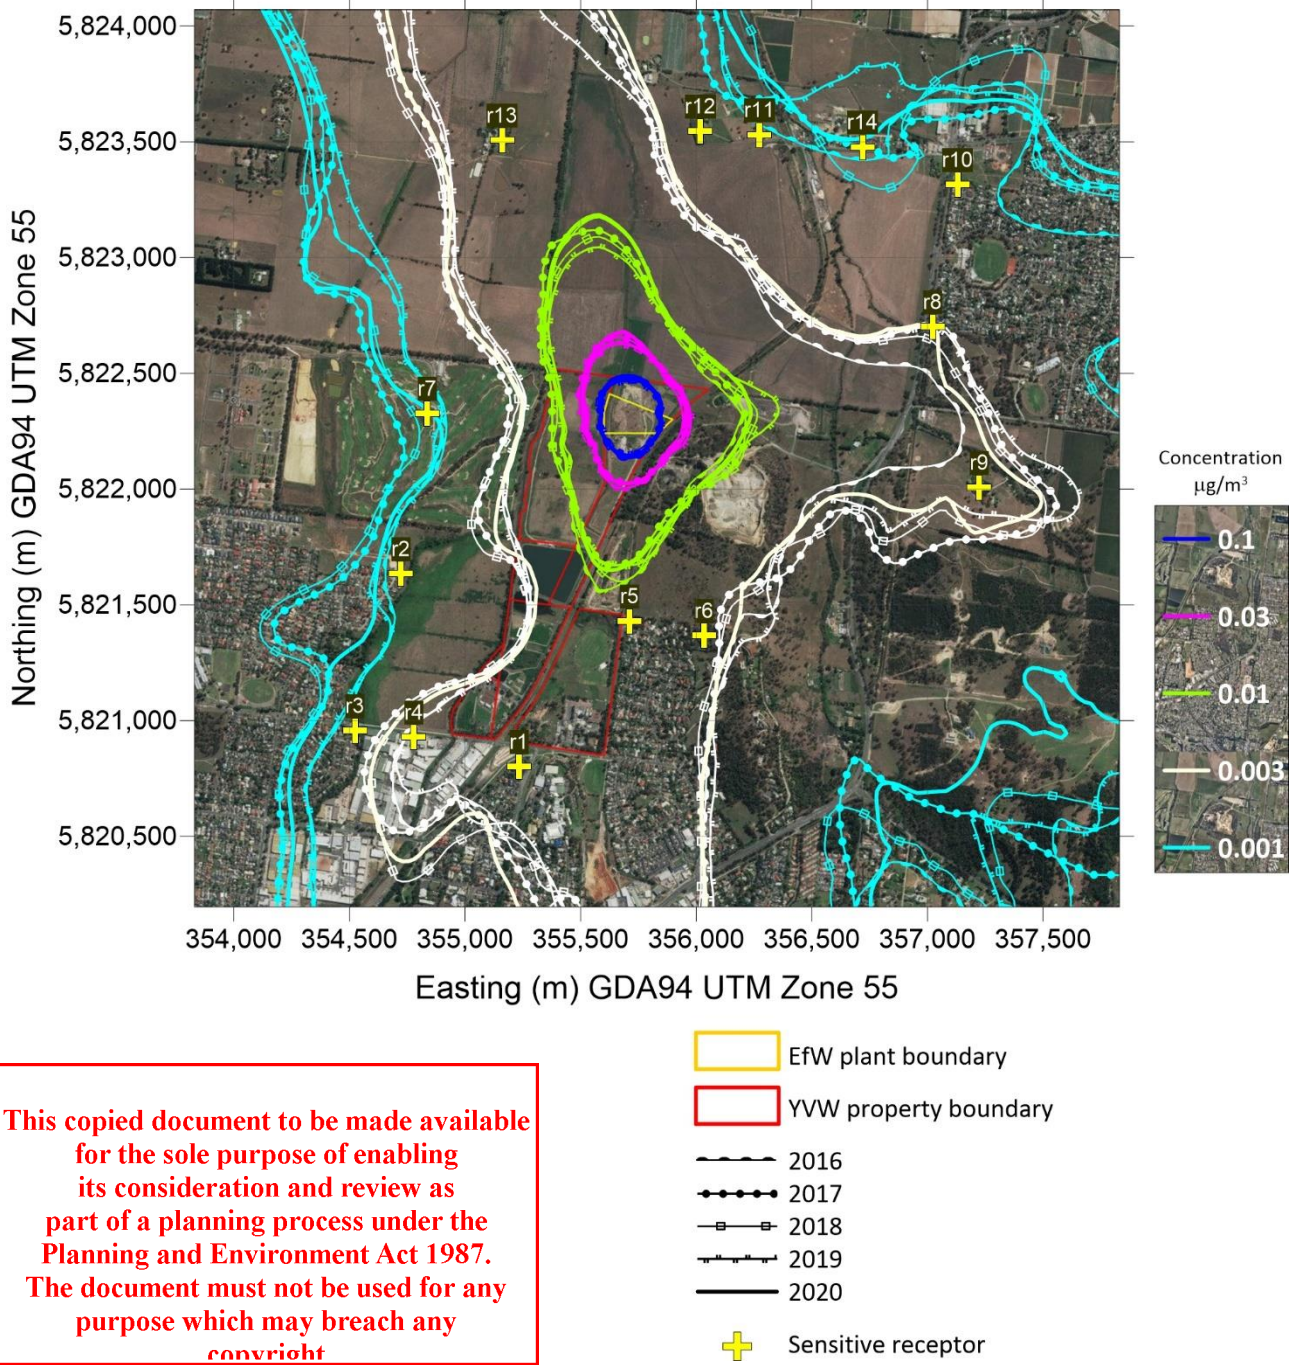 5,824,000
5,823,500
5,823,000
5,822,500
5,822,000
5,821,500
5,821,000
5,820,500
Northing (m) GDA94 UTM Zone 55
r13
r12
r11
r14
r10
r8
r7
r9
r2
r5
r6
r3
r4
r1
354,000
354,500
355,000
355,500
356,000
356,500
357,000
357,500
Easting (m) GDA94 UTM Zone 55
Concentration
µg/m³
0.1
0.03
0.01
0.003
0.001
EfW plant boundary
YVW property boundary
2016
2017
2018
2019
2020
Sensitive receptor
This copied document to be made available
for the sole purpose of enabling
its consideration and review as
part of a planning process under the
Planning and Environment Act 1987.
The document must not be used for any
purpose which may breach any
copyright